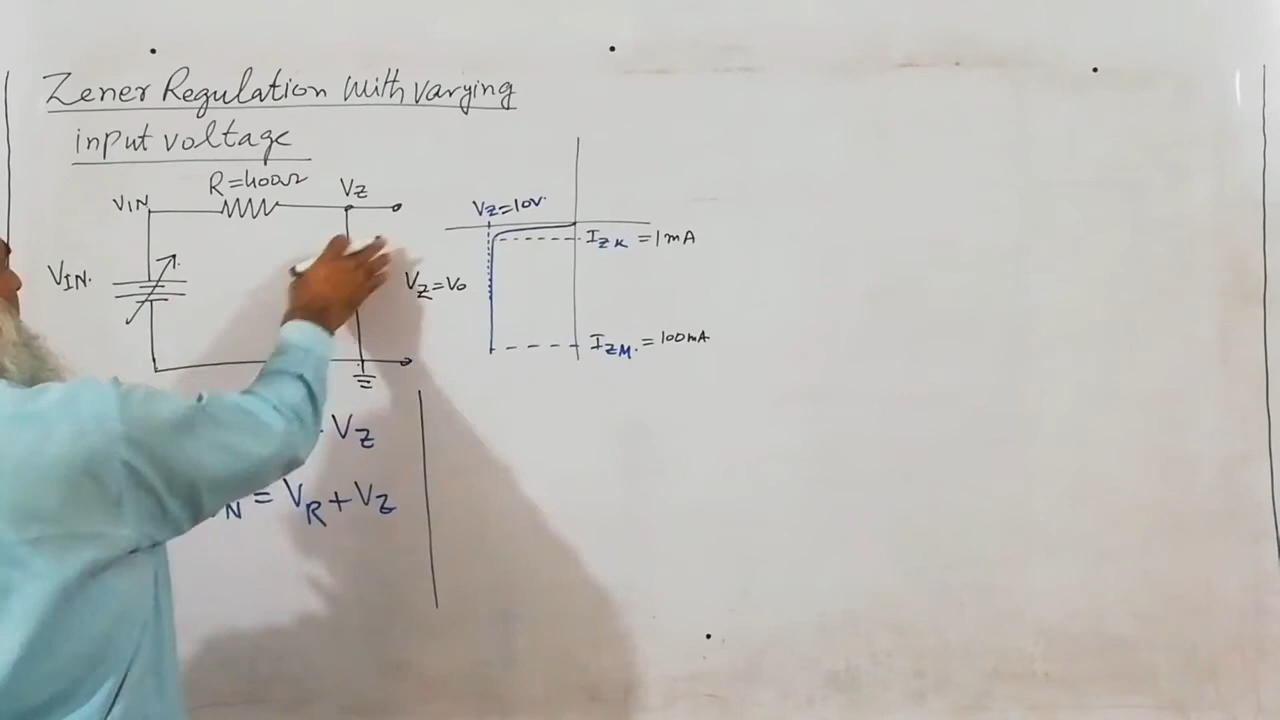 Zener Regulation with varying
input voltage
R=400Ω
VIN
VZ
VIN.
VZ=V0
VZ=10V.
IZK =1mA
IZM. =100mA
VZ
N = VR+VZ